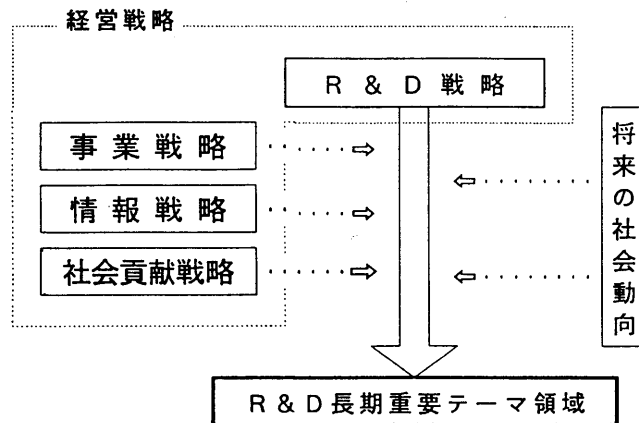 経営戦略
R & D 戦略
事業戦略
情報戦略
社会貢献戦略
将来の社会動向
R & D 長期重要テーマ領域